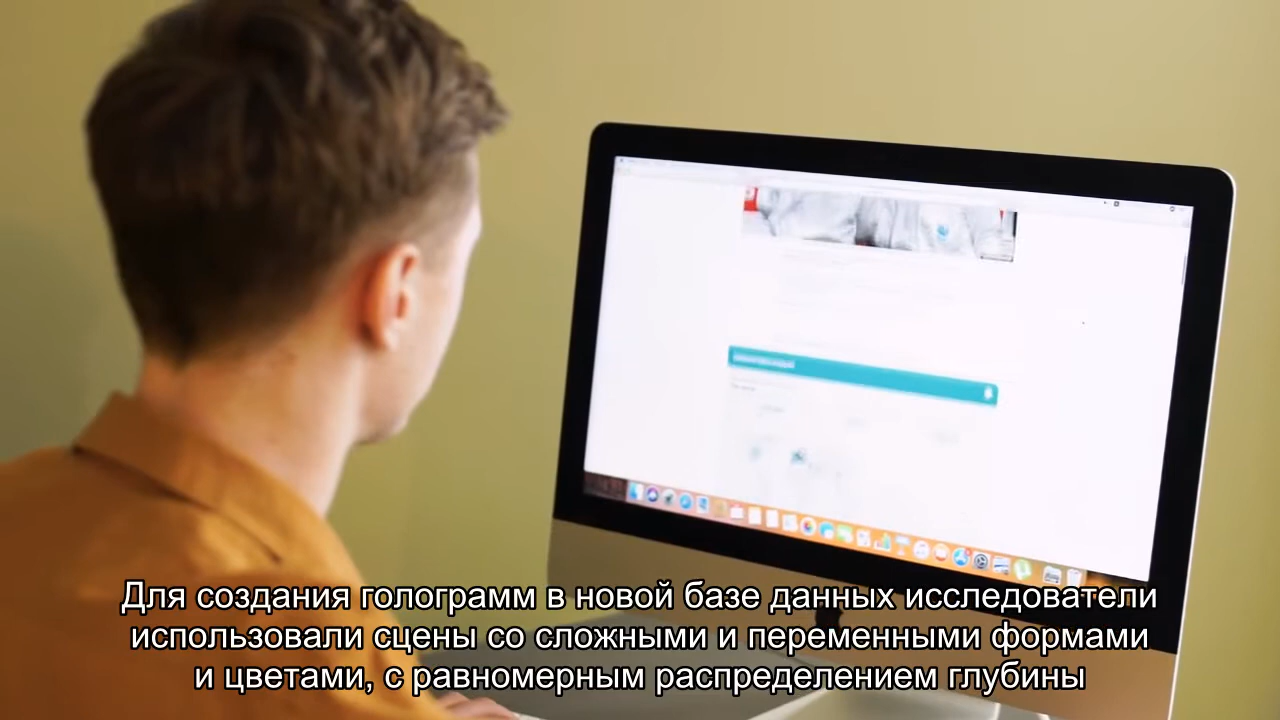 Для создания голограмм в новой базе данных исследователи
использовали сцены со сложными и переменными формами
и цветами, с равномерным распределением глубины